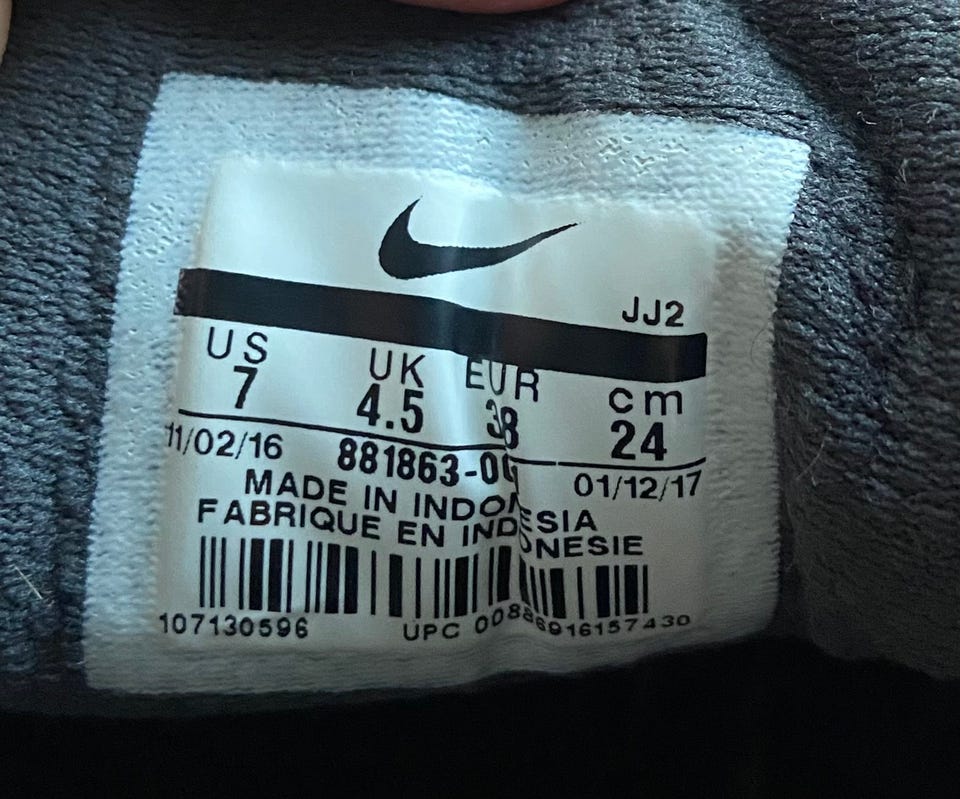 JJ2
US UK EUR cm
7 4.5 38 24
11/02/16 881863-00 01/12/17
MADE IN INDONESIA
FABRIQUE EN INDONESIE
107130596 UPC 00886916157430